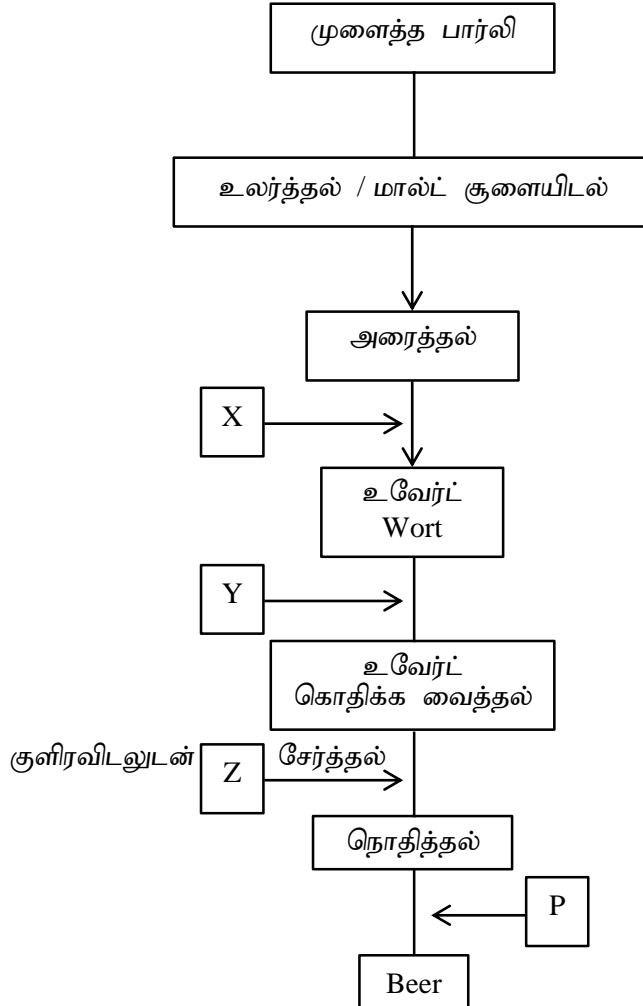 முளைத்த பார்லி
உலர்த்தல் / மால்ட் சூளையிடல்
அரைத்தல்
X
உவேர்ட்
Wort
Y
உவேர்ட்
கொதிக்க வைத்தல்
குளிரவிடலுடன் Z சேர்த்தல்
நொதித்தல்
P
Beer